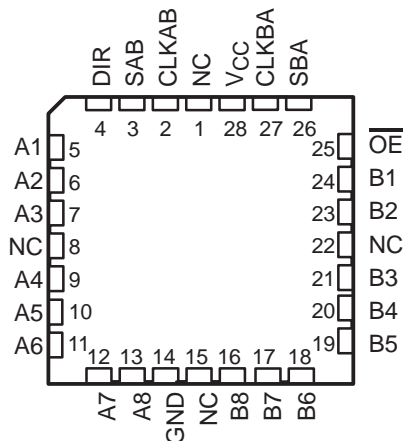 DIR SAB CLKAB NC VCC CLKBA SBA
4 3 2 1 28 27 26
A1 5 25 OE
A2 6 24 B1
A3 7 23 B2
NC 8 22 NC
A4 9 21 B3
A5 10 20 B4
A6 11 19 B5
12 13 14 15 16 17 18
A7 A8 GND NC B8 B7 B6